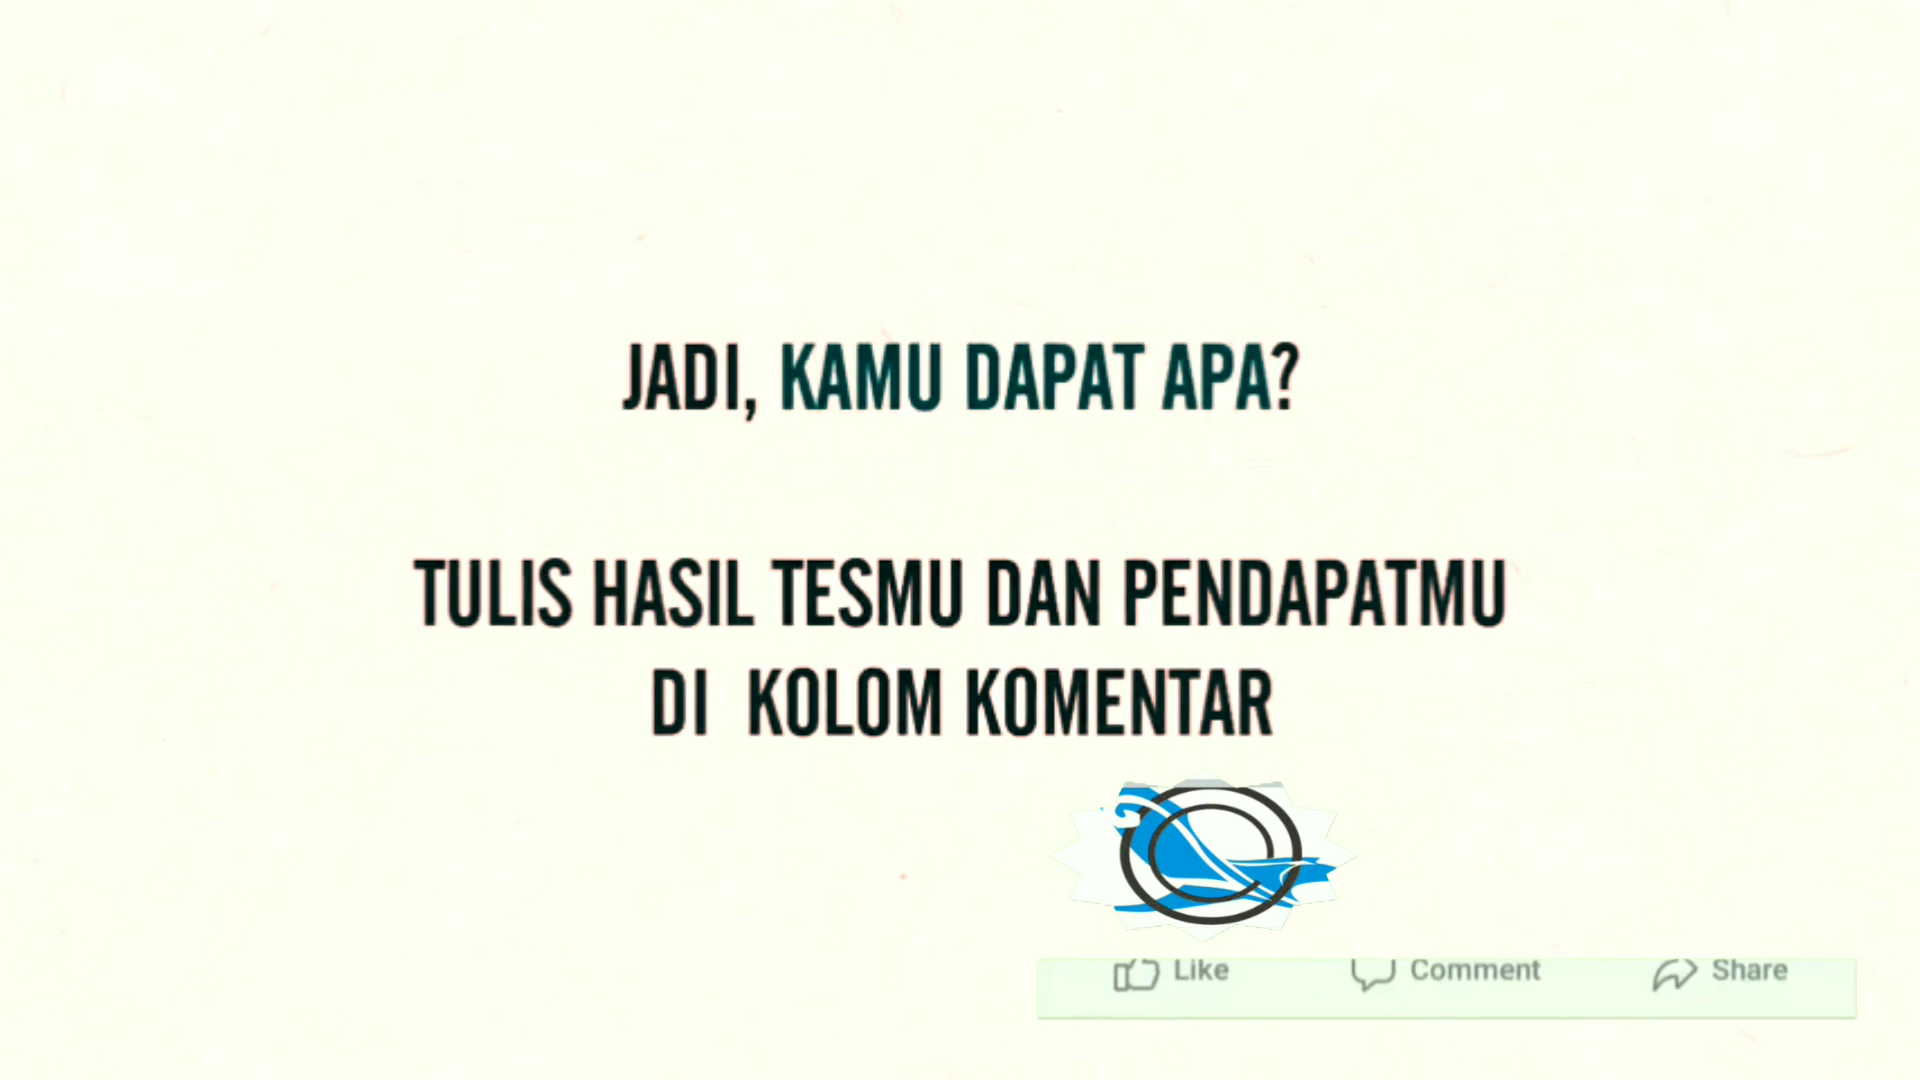 JADI, KAMU DAPAT APA?
TULIS HASIL TESMU DAN PENDAPATMU
DI KOLOM KOMENTAR
Like Comment Share